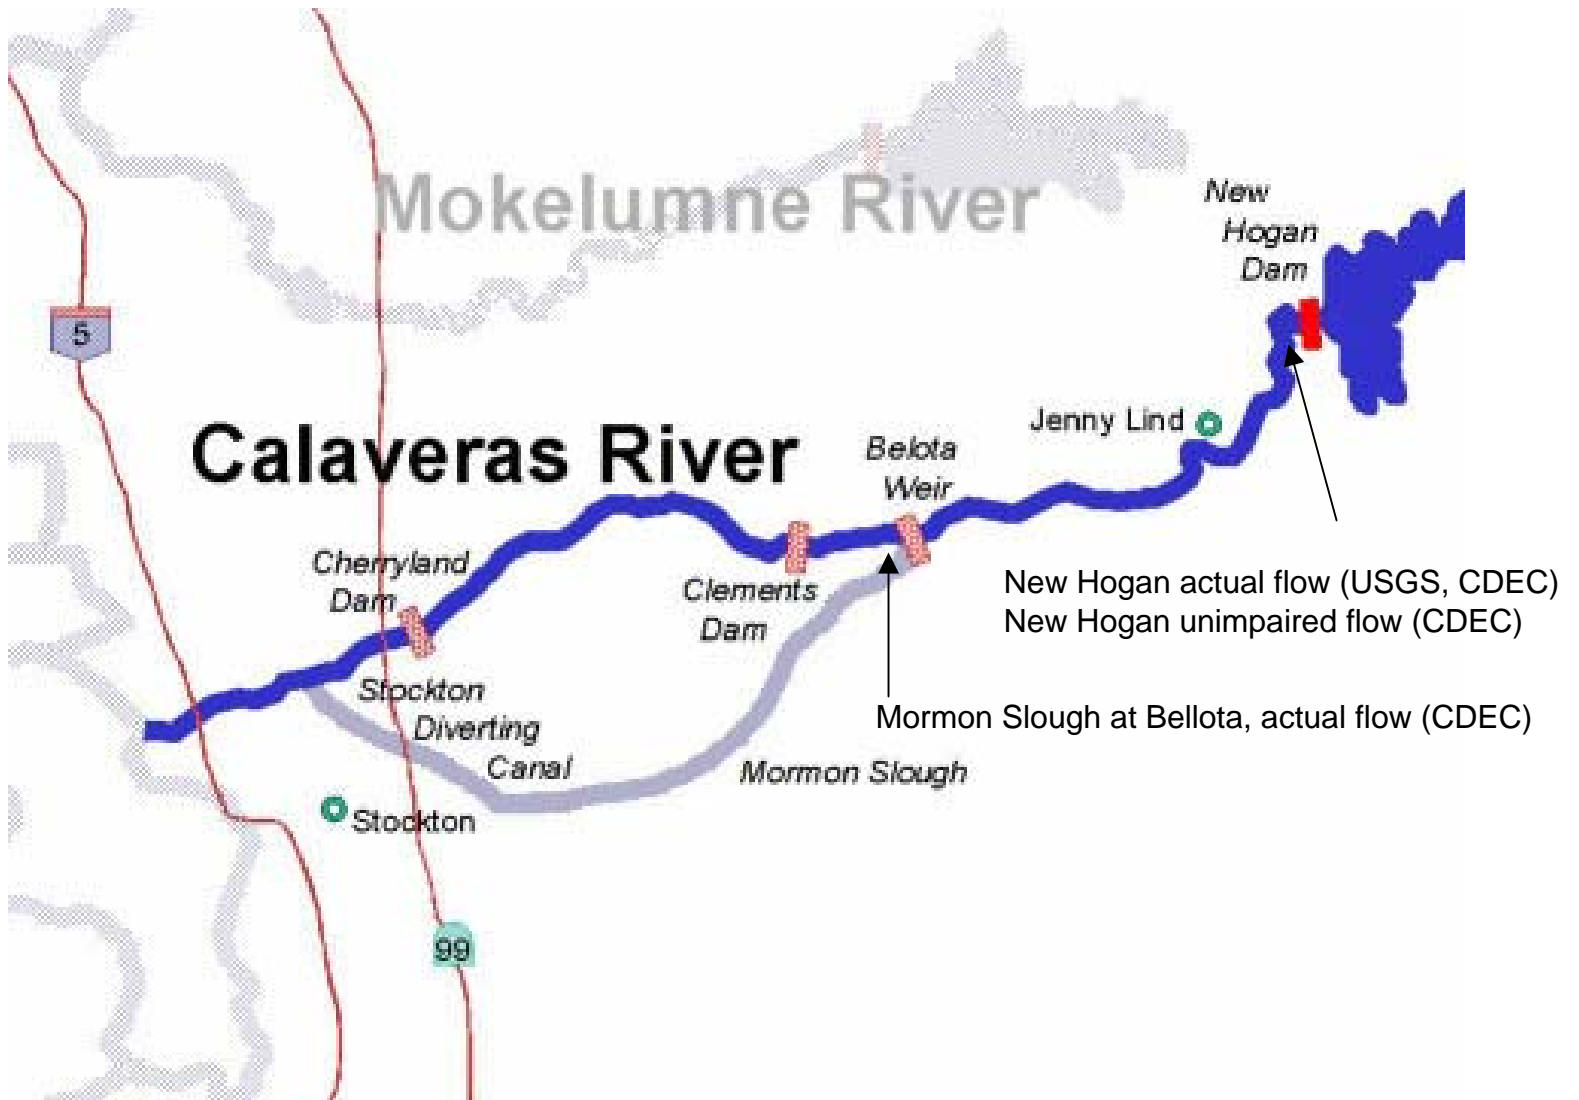 Mokelumne River
New
Hogan
Dam
5
Jenny Lind
Calaveras River
Belota
Weir
Cherryland
Dam
Clements
Dam
New Hogan actual flow (USGS, CDEC)
New Hogan unimpaired flow (CDEC)
Stockton
Diverting
Canal
Mormon Slough at Bellota, actual flow (CDEC)
Mormon Slough
Stockton
99